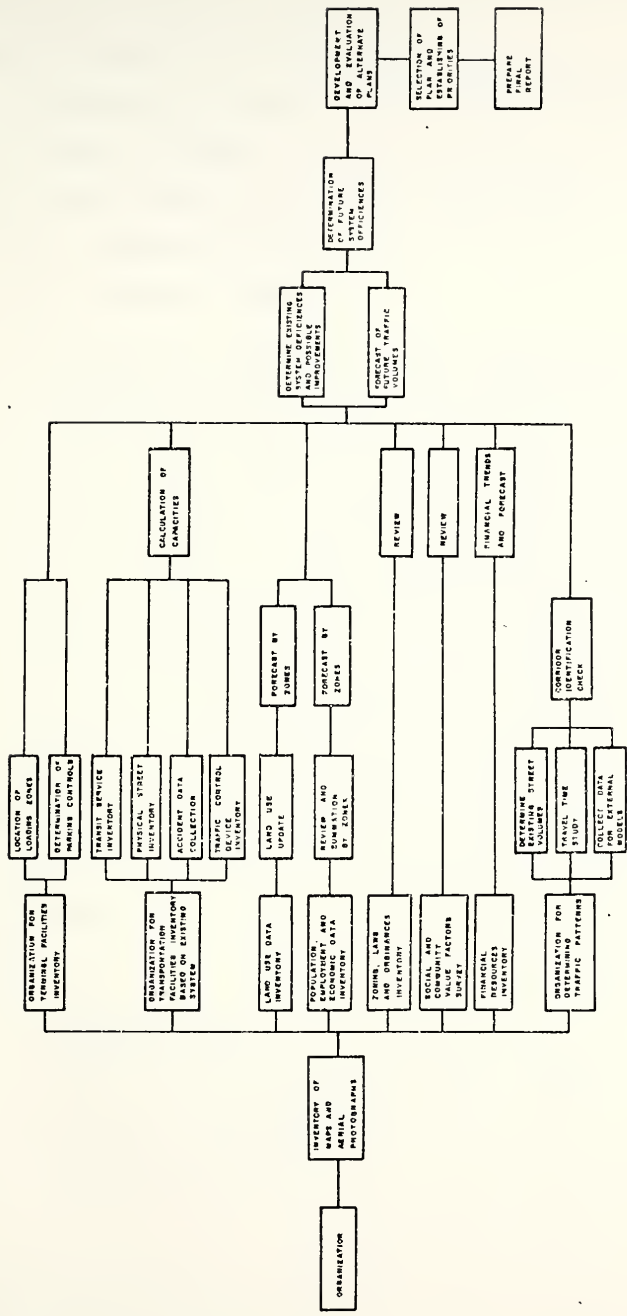 ORGANIZATION
INVENTORY OF
MAPS AND
AERIAL
PHOTOGRAPHS
ORGANIZATION FOR
TERMINAL FACILITIES
INVENTORY
LOCATION OF
LOADING ZONES
DETERMINATION OF
PARKING CONTROLS
ORGANIZATION FOR
TRANSPORTATION
FACILITIES INVENTORY
BASED ON EXISTING
SYSTEM
TRANSIT SERVICE
INVENTORY
PHYSICAL STREET
INVENTORY
ACCIDENT DATA
COLLECTION
TRAFFIC CONTROL
DEVICE
INVENTORY
CALCULATION OF
CAPACITIES
LAND USE DATA
INVENTORY
LAND USE
UPDATE
FORECAST BY
ZONES
POPULATION
EMPLOYMENT AND
ECONOMIC DATA
INVENTORY
REVIEW AND
SUMMATION
BY ZONES
FORECAST BY
ZONES
ZONING, LAWS
AND ORDINANCES
INVENTORY
REVIEW
SOCIAL AND
COMMUNITY
VALUE FACTORS
SURVEY
REVIEW
FINANCIAL
RESOURCES
INVENTORY
FINANCIAL TRENDS
AND FORECAST
ORGANIZATION FOR
DETERMINING
TRAFFIC PATTERNS
DETERMINE
EXISTING STREET
VOLUMES
TRAVEL TIME
STUDY
COLLECT DATA
FOR EXTERNAL
MODELS
CORRIDOR
IDENTIFICATION
CHECK
DETERMINE EXISTING
SYSTEM DEFICIENCES
AND POSSIBLE
IMPROVEMENTS
FORECAST OF
FUTURE TRAFFIC
VOLUMES
DETERMINATION
OF FUTURE
SYSTEM
DEFICIENCES
DEVELOPMENT
AND EVALUATION
OF ALTERNATE
PLANS
SELECTION OF
PLAN AND
ESTABLISHING OF
PRIORITIES
PREPARE
FINAL
REPORT